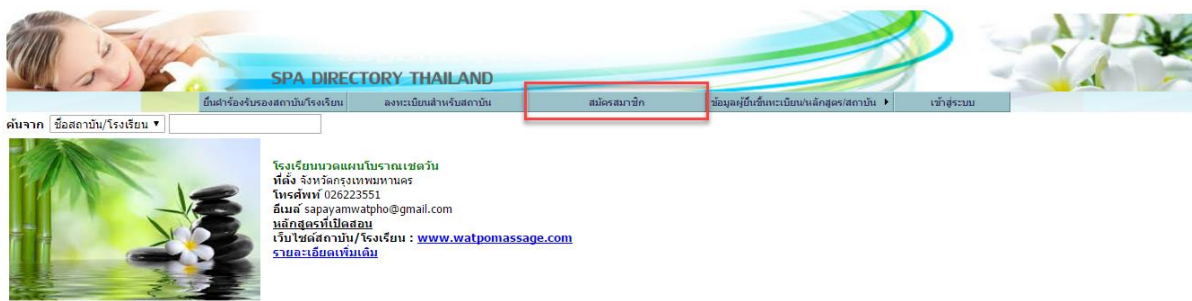 SPA DIRECTORY THAILAND
ยื่นคำร้องรับรองสถาบัน/โรงเรียน ลงทะเบียนสำหรับสถาบัน สมัครสมาชิก ข้อมูลผู้ยื่นขึ้นทะเบียน/หลักสูตร/สถาบัน เข้าสู่ระบบ
ค้นจาก ชื่อสถาบัน/โรงเรียน
โรงเรียนนวดแผนโบราณเชตวัน
ที่ตั้ง จังหวัดกรุงเทพมหานคร
โทรศัพท์ 026223551
อีเมล์ sapayamwatpho@gmail.com
หลักสูตรที่เปิดสอน
เว็บไซต์สถาบัน/โรงเรียน : www.watpomassage.com
รายละเอียดเพิ่มเติม